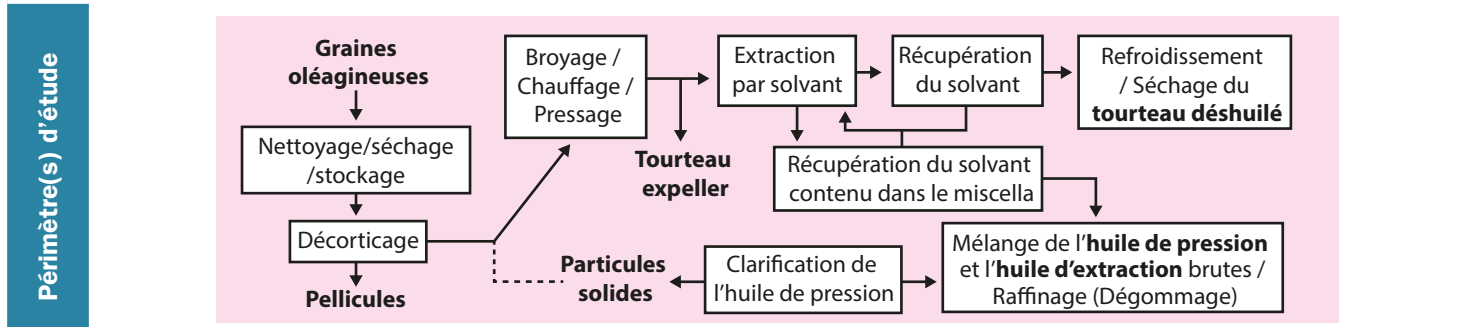 Périmètre(s) d'étude
Graines
oléagineuses
Nettoyage/séchage
/stockage
Décorticage
Pellicules
Broyage /
Chauffage /
Pressage
Tourteau
expeller
Extraction
par solvant
Récupération
du solvant
Refroidissement
/ Séchage du
tourteau déshuilé
Récupération du solvant
contenu dans le miscella
Particules
solides
Clarification de
l'huile de pression
Mélange de l'huile de pression
et l'huile d'extraction brutes /
Raffinage (Dégommage)